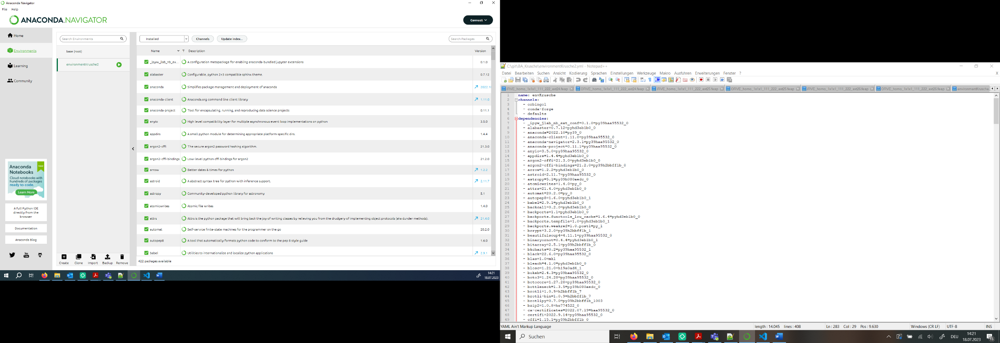 Anaconda Navigator
File Help
ANACONDA.NAVIGATOR
Connect
Home
Environments
Learning
Community
Anaconda
Notebooks
Cloud notebooks with
hundreds of packages
ready to code.
Learn More
A full Python IDE
directly from the
browser
Documentation
Anaconda Blog
Search Environments
base (root)
environmentKrusche2
Create Clone Import Backup Remove
Installed Channels Update index... Search Packages
Name T Description Version
_ipyw_jlab_nb_ex... A configuration metapackage for enabling anaconda-bundled jupyter extensions 0.1.0
alabaster Configurable, python 2+3 compatible sphinx theme. 0.7.12
anaconda Simplifies package management and deployment of anaconda 2022.10
anaconda-client Anaconda.org command line client library 1.11.0
anaconda-project Tool for encapsulating, running, and reproducing data science projects 0.11.1
anyio High level compatibility layer for multiple asynchronous event loop implementations on python 3.5.0
appdirs A small python module for determining appropriate platform-specific dirs. 1.4.4
argon2-cffi The secure argon2 password hashing algorithm. 21.3.0
argon2-cffi-bindings Low-level python cffi bindings for argon2 21.2.0
arrow Better dates & times for python 1.2.2
astroid A abstract syntax tree for python with inference support. 2.11.7
astropy Community-developed python library for astronomy 5.1
atomicwrites Atomic file writes 1.4.0
attrs Attrs is the python package that will bring back the joy of writing classes by relieving you from the drudgery of implementing object protocols (aka dunder methods). 21.4.0
automat Self-service finite-state machines for the programmer on the go 20.2.0
autopep8 A tool that automatically formats python code to conform to the pep 8 style guide 1.6.0
babel Utilities to internationalize and localize python applications 2.9.1
422 packages available
14:21
18.07.2023
C:\git\BA_Krusche\environmentKrusche2.yml - Notepad++
Datei Bearbeiten Suchen Ansicht Kodierung Sprachen Einstellungen Werkzeuge Makro Ausführen Erweiterungen Fenster ? X
iRVE_homo_1x1x1_111_222_ext24.feap ORVE_homo_1x1x1_111_222_ext24.feap iRVE_homo_1x1x1_111_222_ext25.feap ORVE_homo_1x1x1_111_222_ext25.feap iRVE_homo_1x1x1_111_222_ext26.feap ORVE_homo_1x1x1_111_222_ext26.feap environmentKrusche
1 name: envKrusche
2 channels:
3 - orbingol
4 - conda-forge
5 - defaults
6 dependencies:
7 - _ipyw_jlab_nb_ext_conf=0.1.0=py39haa95532_0
8 - alabaster=0.7.12=pyhd3eb1b0_0
9 - anaconda=2022.10=py39_0
10 - anaconda-client=1.11.0=py39haa95532_0
11 - anaconda-navigator=2.3.1=py39haa95532_0
12 - anaconda-project=0.11.1=py39haa95532_0
13 - anyio=3.5.0=py39haa95532_0
14 - appdirs=1.4.4=pyhd3eb1b0_0
15 - argon2-cffi=21.3.0=pyhd3eb1b0_0
16 - argon2-cffi-bindings=21.2.0=py39h2bbff1b_0
17 - arrow=1.2.2=pyhd3eb1b0_0
18 - astroid=2.11.7=py39haa95532_0
19 - astropy=5.1=py39h080aedc_0
20 - atomicwrites=1.4.0=py_0
21 - attrs=21.4.0=pyhd3eb1b0_0
22 - automat=20.2.0=py_0
23 - autopep8=1.6.0=pyhd3eb1b0_1
24 - babel=2.9.1=pyhd3eb1b0_0
25 - backcall=0.2.0=pyhd3eb1b0_0
26 - backports=1.1=pyhd3eb1b0_0
27 - backports.functools_lru_cache=1.6.4=pyhd3eb1b0_0
28 - backports.tempfile=1.0=pyhd3eb1b0_1
29 - backports.weakref=1.0.post1=py_1
30 - bcrypt=3.2.0=py39h2bbff1b_1
31 - beautifulsoup4=4.11.1=py39haa95532_0
32 - binaryornot=0.4.4=pyhd3eb1b0_1
33 - bitarray=2.5.1=py39h2bbff1b_0
34 - bkcharts=0.2=py39haa95532_1
35 - black=22.6.0=py39haa95532_0
36 - blas=1.0=mkl
37 - bleach=4.1.0=pyhd3eb1b0_0
38 - blosc=1.21.0=h19a0ad4_1
39 - bokeh=2.4.3=py39haa95532_0
40 - boto3=1.24.28=py39haa95532_0
41 - botocore=1.27.28=py39haa95532_0
42 - bottleneck=1.3.5=py39h080aedc_0
43 - brotli=1.0.9=h2bbff1b_7
44 - brotli-bin=1.0.9=h2bbff1b_7
45 - brotlipy=0.7.0=py39h2bbff1b_1003
46 - bzip2=1.0.8=he774522_0
47 - ca-certificates=2022.07.19=haa95532_0
48 - certifi=2022.9.14=py39haa95532_0
49 - cffi=1.15.1=py39h2bbff1b_0
YAML Ain't Markup Language length : 14.045 lines : 408 Ln : 283 Col : 29 Pos : 9.630 Windows (CR LF) UTF-8 INS
Suchen
DEU
14:21
18.07.2023
13